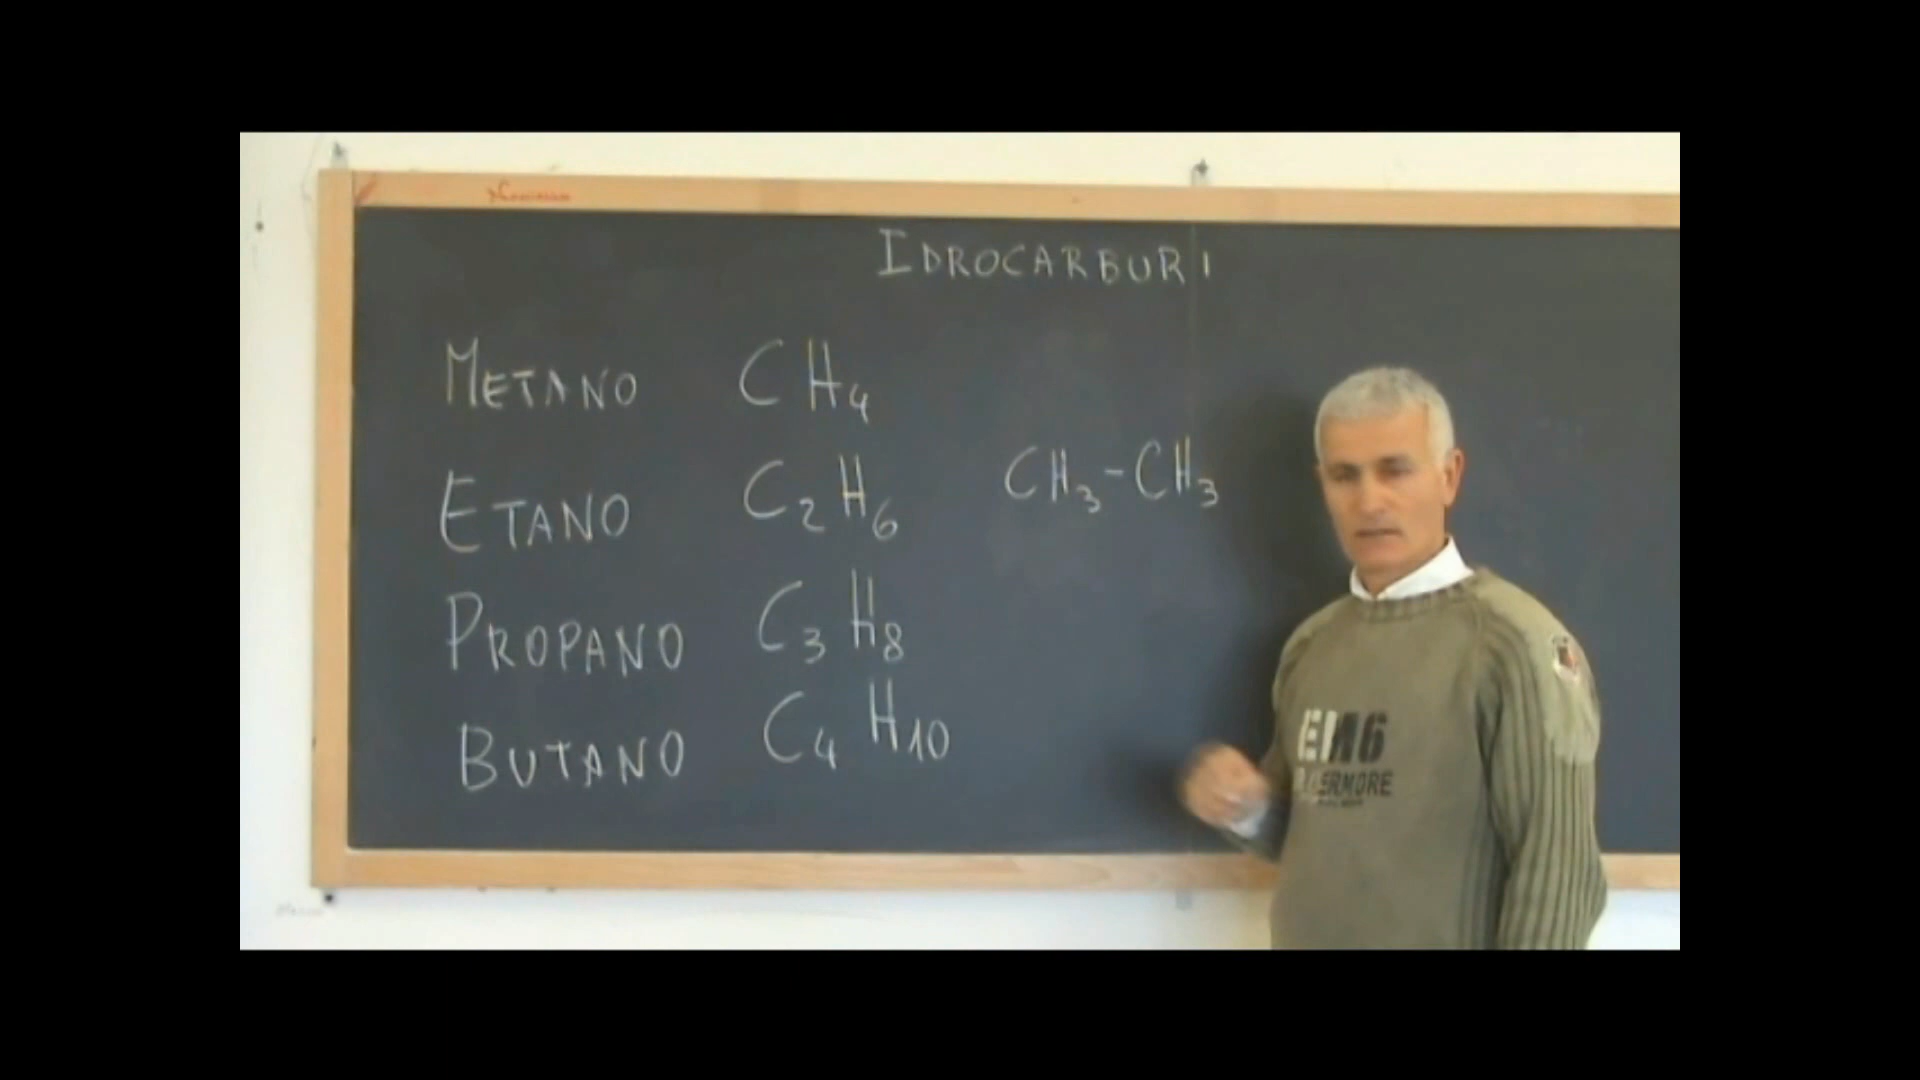 IDROCARBURI
METANO CH4
ETANO C2H6 CH3-CH3
PROPANO C3H8
BUTANO C4H10